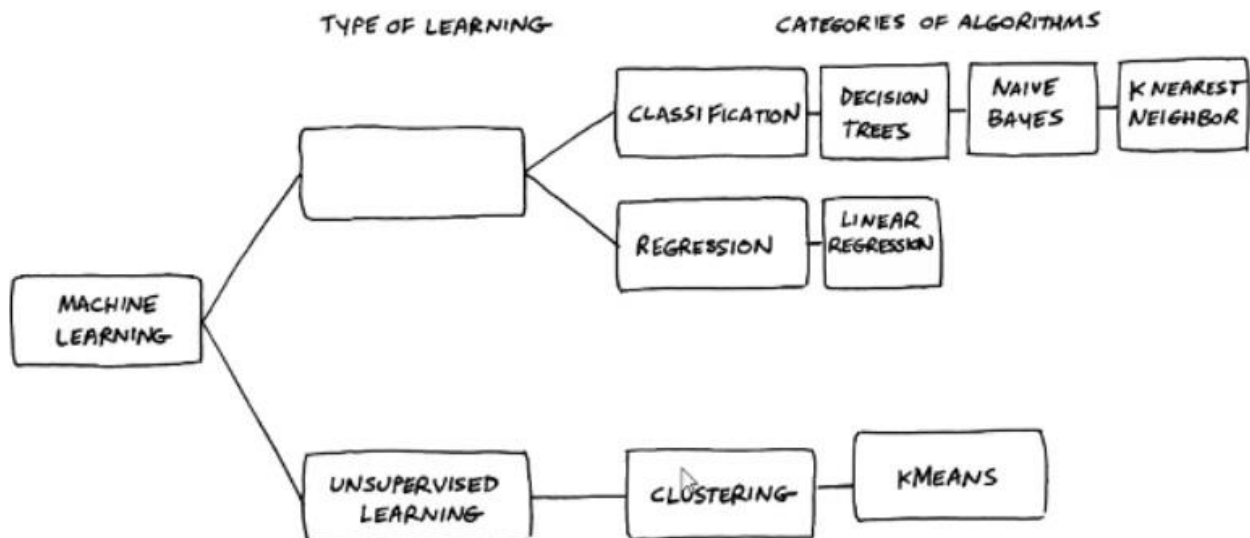 TYPE OF LEARNING
CATEGORIES OF ALGORITHMS
CLASSIFICATION
DECISION
TREES
NAIVE
BAYES
K NEAREST
NEIGHBOR
REGRESSION
LINEAR
REGRESSION
MACHINE
LEARNING
UNSUPERVISED
LEARNING
CLUSTERING
KMEANS